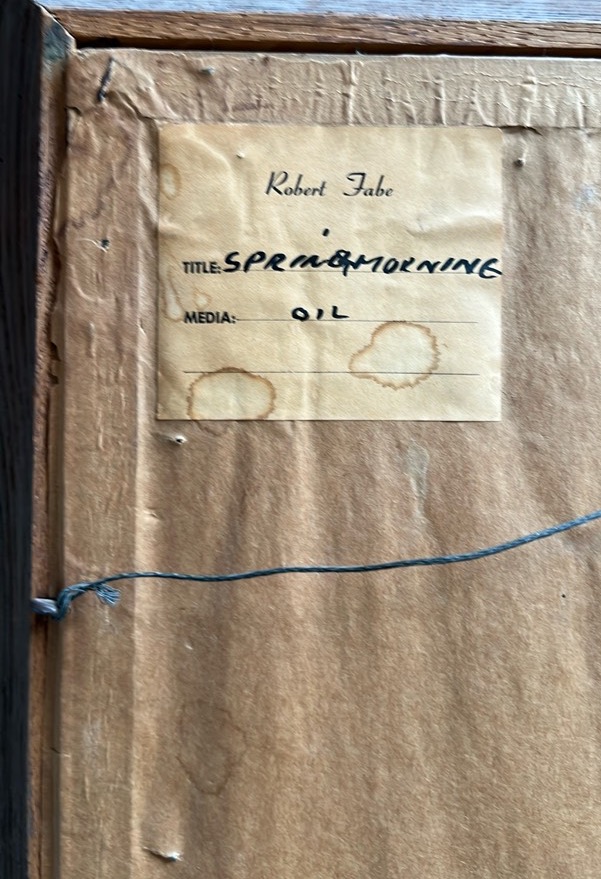 Robert Fabe
TITLE: SPRING MORNING
MEDIA: OIL